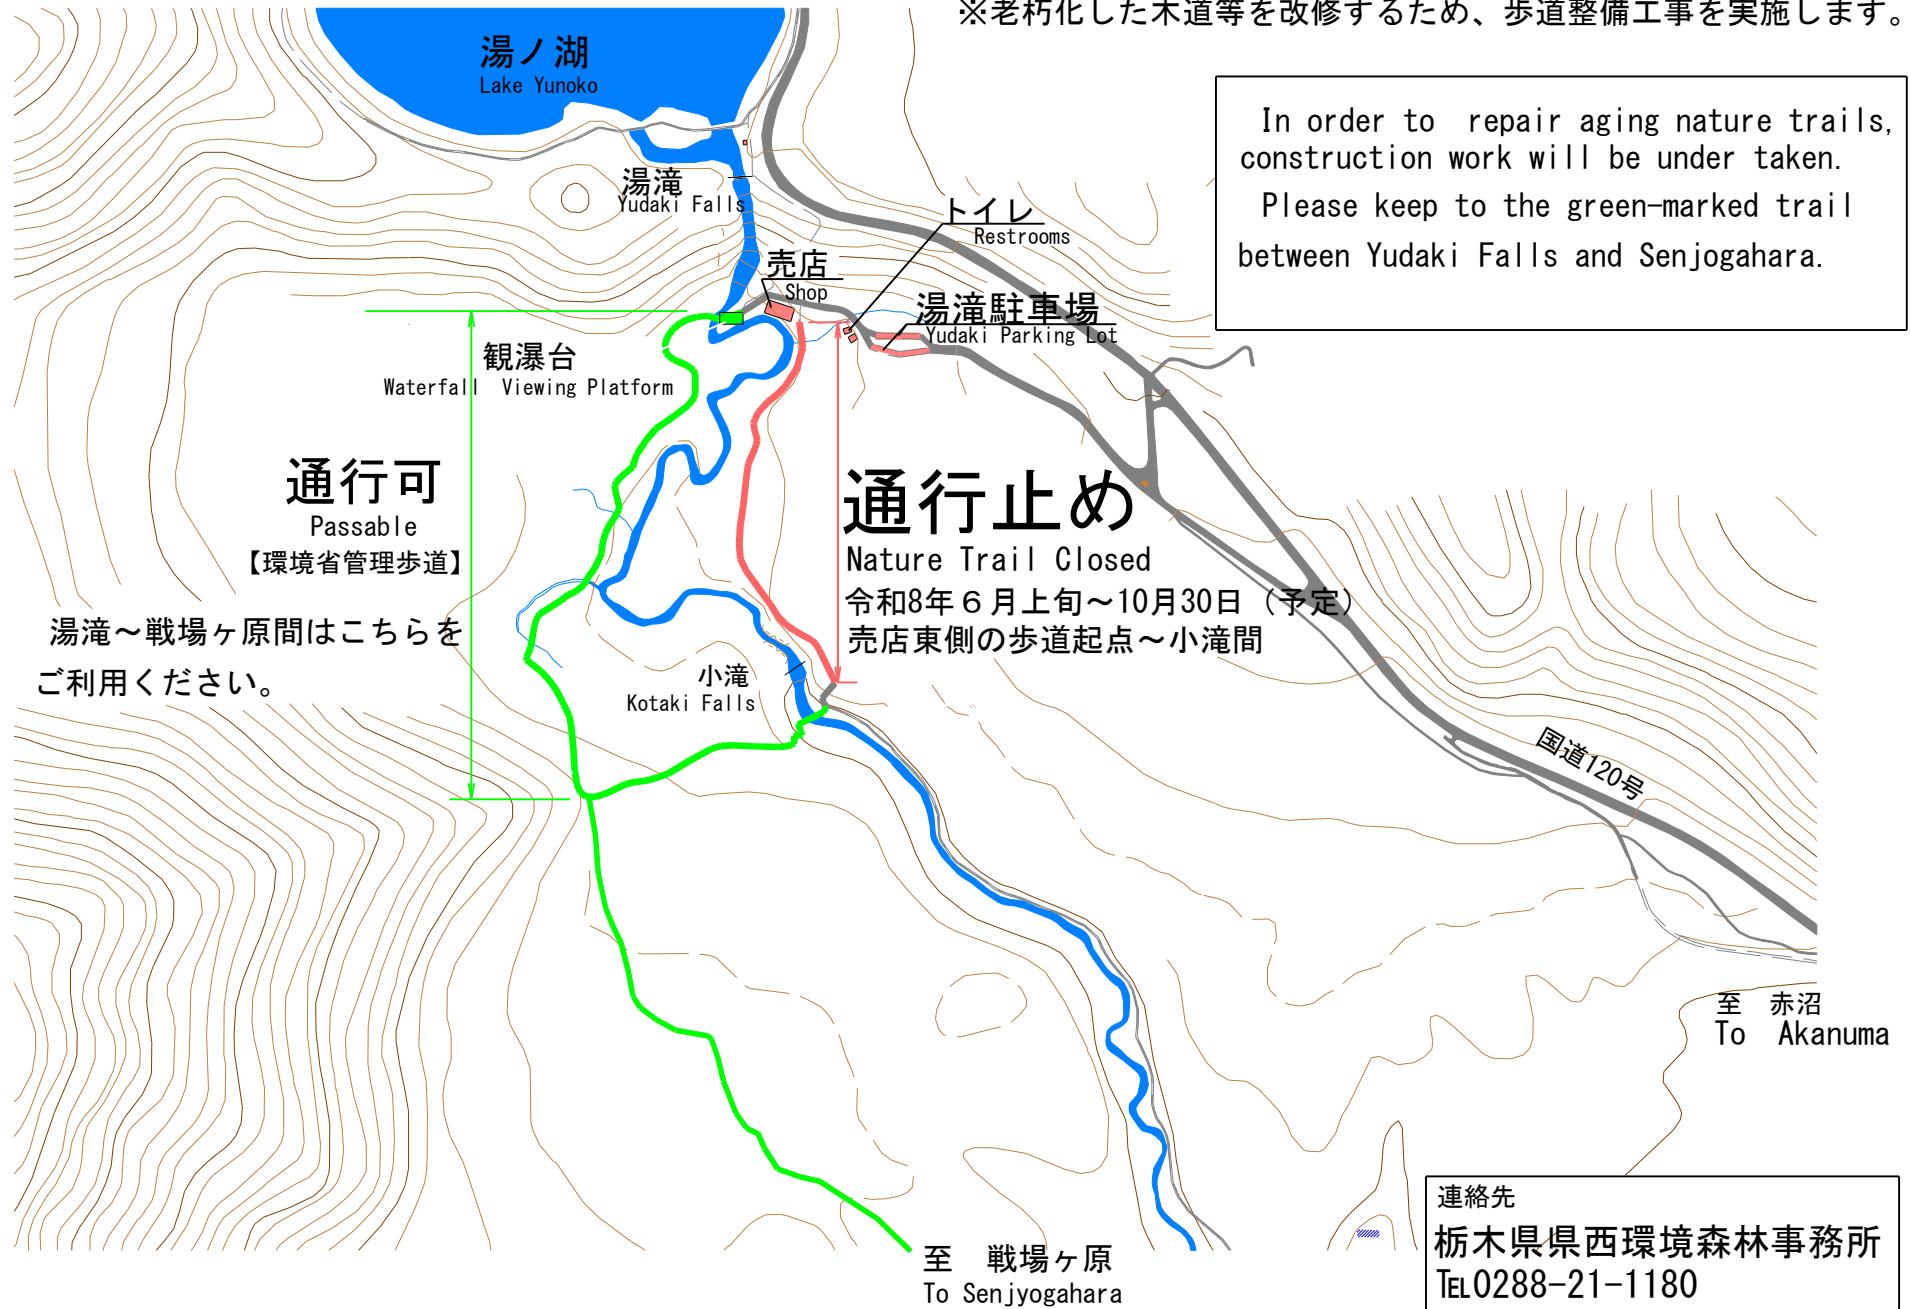 ※老朽化した木道等を改修するため、歩道整備工事を実施します。
湯ノ湖
Lake Yunoko
In order to repair aging nature trails,
construction work will be under taken.
Please keep to the green-marked trail
between Yudaki Falls and Senjogahara.
湯滝
Yudaki Falls
トイレ
Restrooms
売店
Shop
湯滝駐車場
Yudaki Parking Lot
観瀑台
Waterfall Viewing Platform
通行可
Passable
【環境省管理歩道】
湯滝～戦場ヶ原間はこちらを
ご利用ください。
通行止め
Nature Trail Closed
令和8年６月上旬～10月30日（予定）
売店東側の歩道起点～小滝間
小滝
Kotaki Falls
国道120号
至 赤沼
To Akanuma
至 戦場ヶ原
To Senjyogahara
連絡先
栃木県県西環境森林事務所
℡0288-21-1180